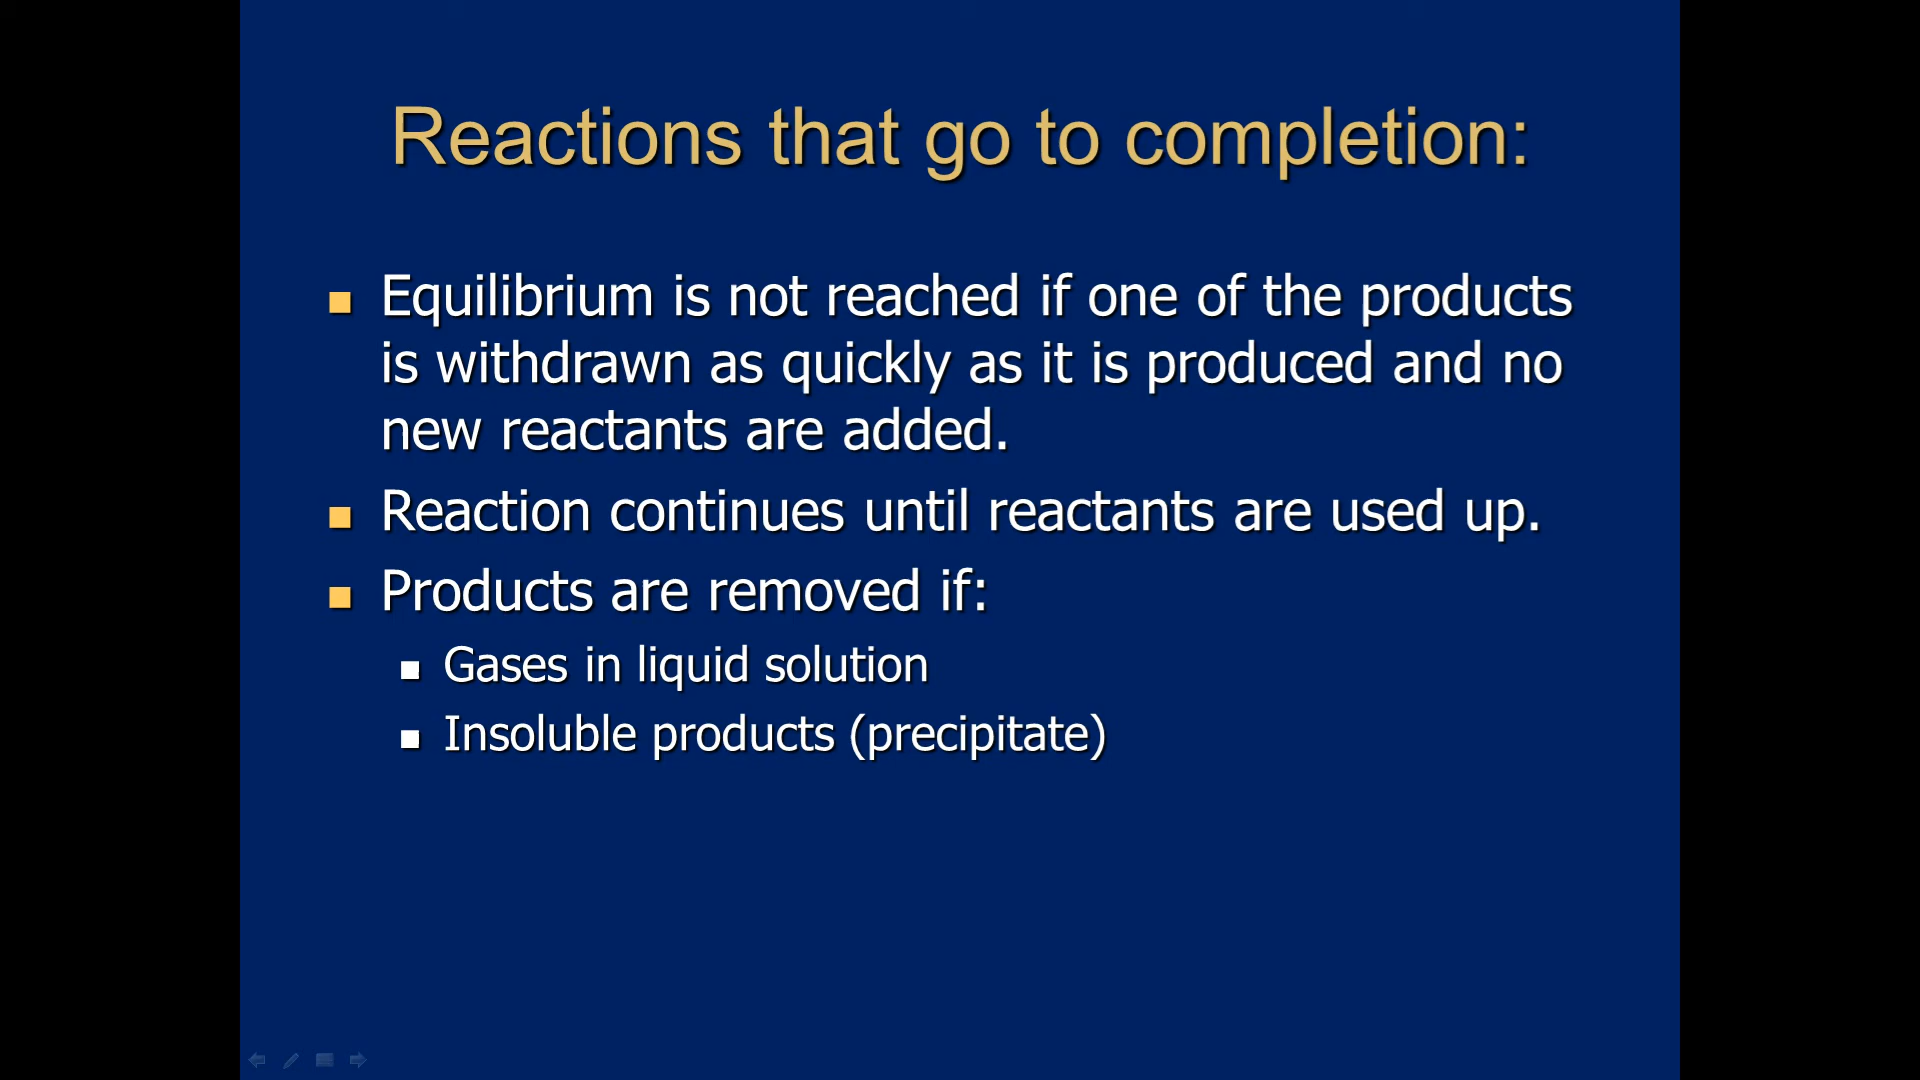 Reactions that go to completion:
Equilibrium is not reached if one of the products
is withdrawn as quickly as it is produced and no
new reactants are added.
Reaction continues until reactants are used up.
Products are removed if:
Gases in liquid solution
Insoluble products (precipitate)